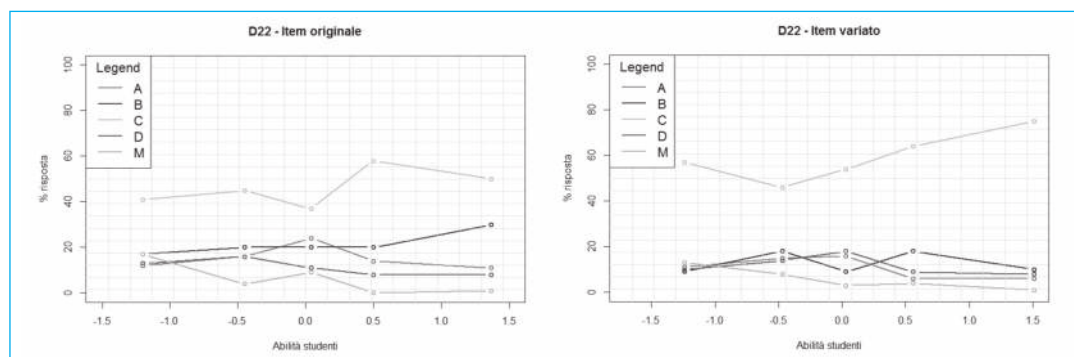 D22 - Item originale
Legend
A
B
C
D
M
% risposta
100
80
60
40
20
0
-1.5
-1.0
-0.5
0.0
0.5
1.0
1.5
Abilità studenti
D22 - Item variato
Legend
A
B
C
D
M
% risposta
100
80
60
40
20
0
-1.5
-1.0
-0.5
0.0
0.5
1.0
1.5
Abilità studenti